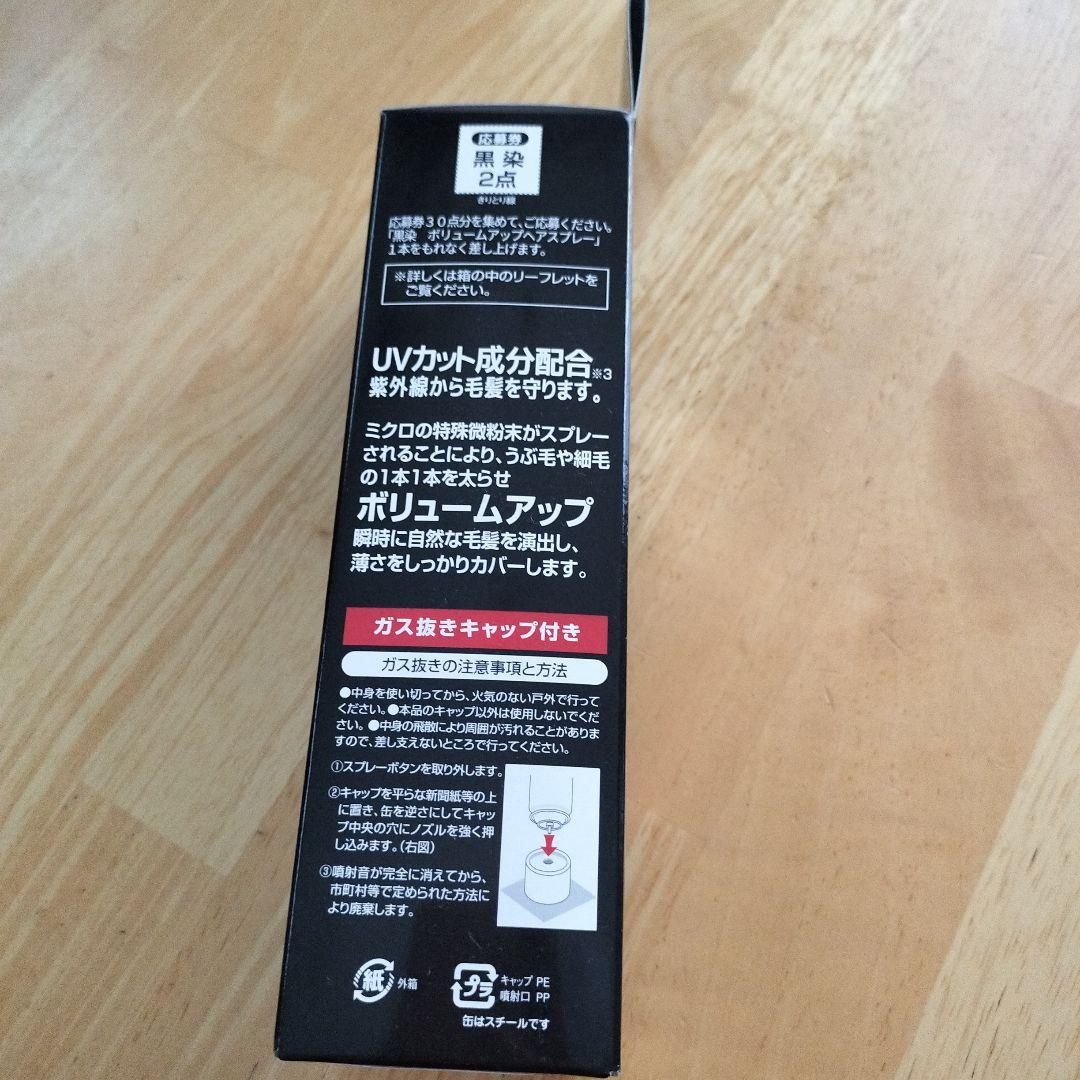 応募券
黒染
2点
きりとり線
応募券30点分を集めて、ご応募ください。
「黒染 ボリュームアップヘアスプレー」
1本をもれなく差し上げます。
※詳しくは箱の中のリーフレットを
ご覧ください。
UVカット成分配合※3
紫外線から毛髪を守ります。
ミクロの特殊微粉末がスプレー
されることにより、うぶ毛や細毛
の1本1本を太らせ
ボリュームアップ
瞬時に自然な毛髪を演出し、
薄さをしっかりカバーします。
ガス抜きキャップ付き
ガス抜きの注意事項と方法
●中身を使い切ってから、火気のない戸外で行って
ください。●本品のキャップ以外は使用しないでくだ
さい。●中身の飛散により周囲が汚れることがありま
すので、差し支えないところで行ってください。
①スプレーボタンを取り外します。
②キャップを平らな新聞紙等の上
に置き、缶を逆さにしてキャッ
プ中央の穴にノズルを強く押
し込みます。(右図)
③噴射音が完全に消えてから、
市町村等で定められた方法に
より廃棄します。
紙 外箱
プラ キャップ PE
噴射口 PP
缶はスチールです